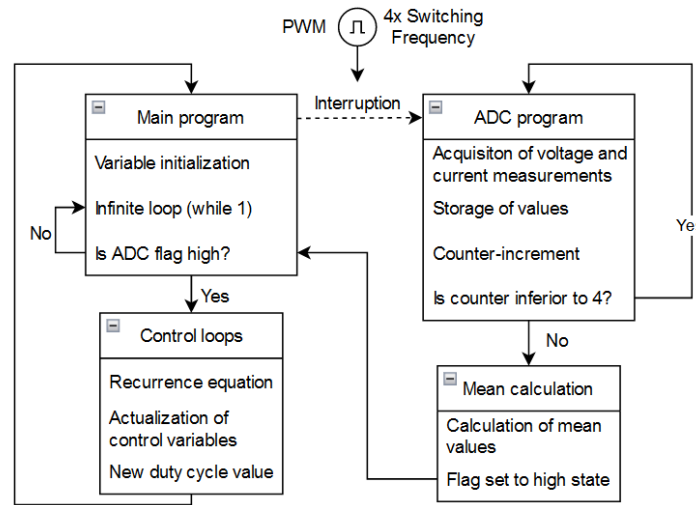 PWM
4x Switching
Frequency
Interruption
Main program
Variable initialization
Infinite loop (while 1)
No
Is ADC flag high?
Yes
Control loops
Recurrence equation
Actualization of
control variables
New duty cycle value
ADC program
Acquisiton of voltage and
current measurements
Storage of values
Counter-increment
Is counter inferior to 4?
Ye
No
Mean calculation
Calculation of mean
values
Flag set to high state